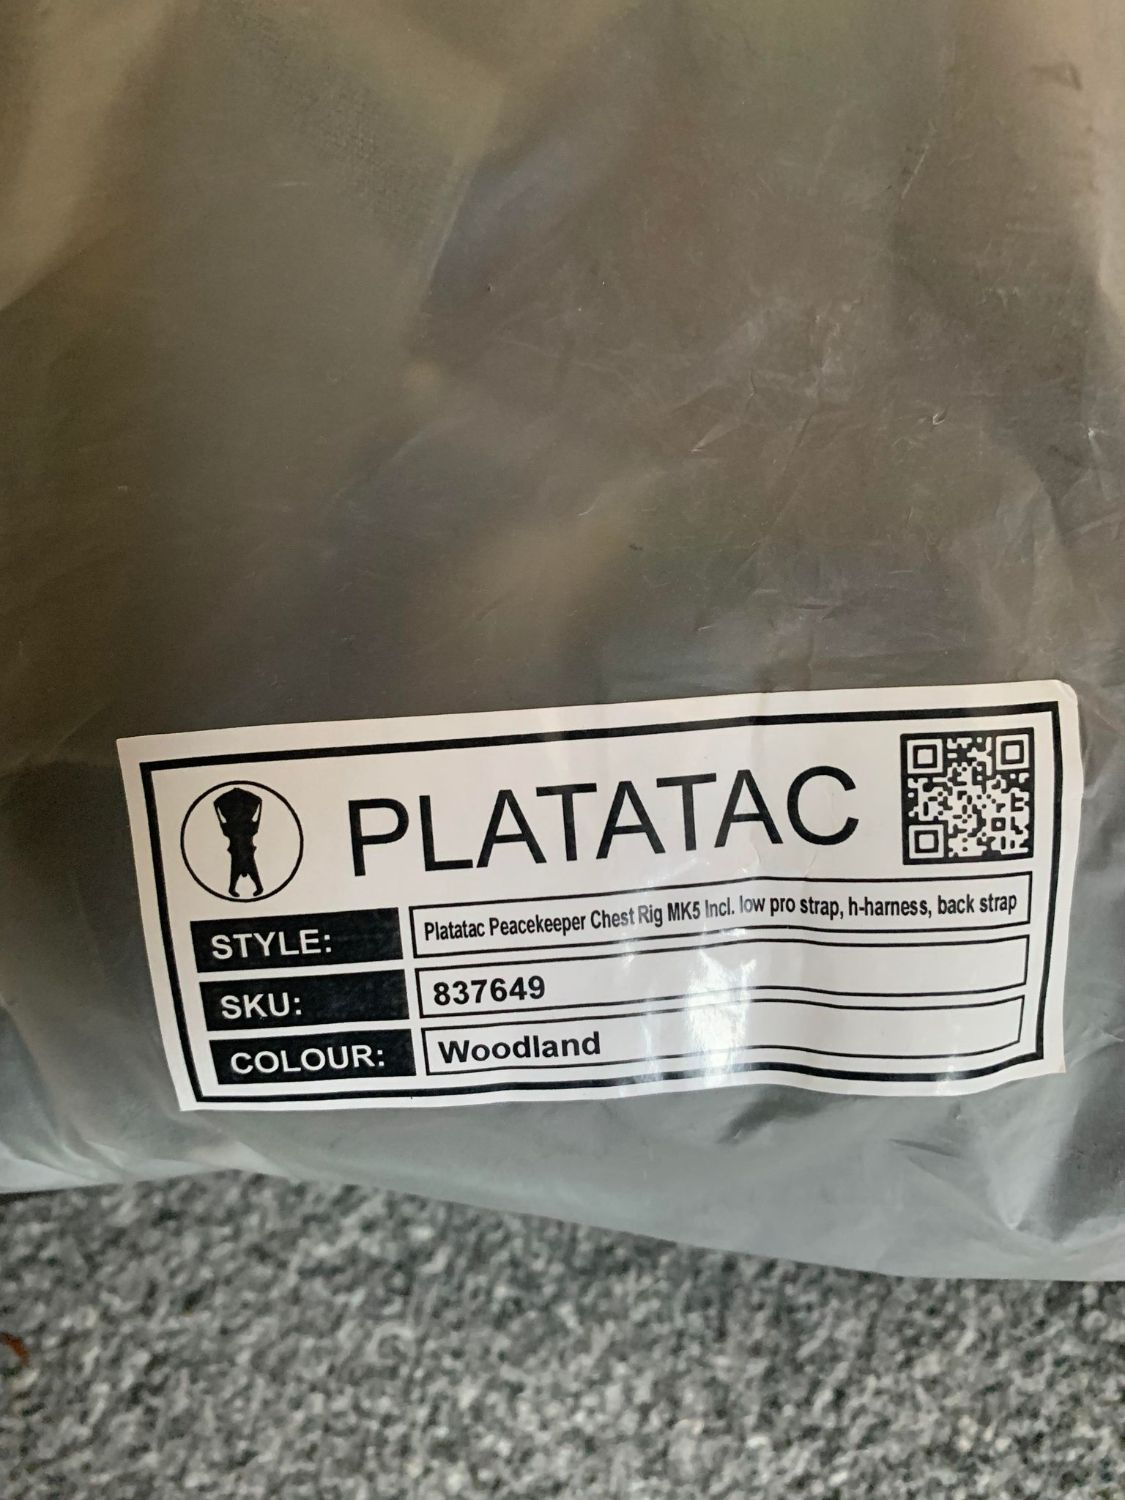 PLATATAC
STYLE: Platatac Peacekeeper Chest Rig MK5 Incl. low pro strap, h-harness, back strap
SKU: 837649
COLOUR: Woodland